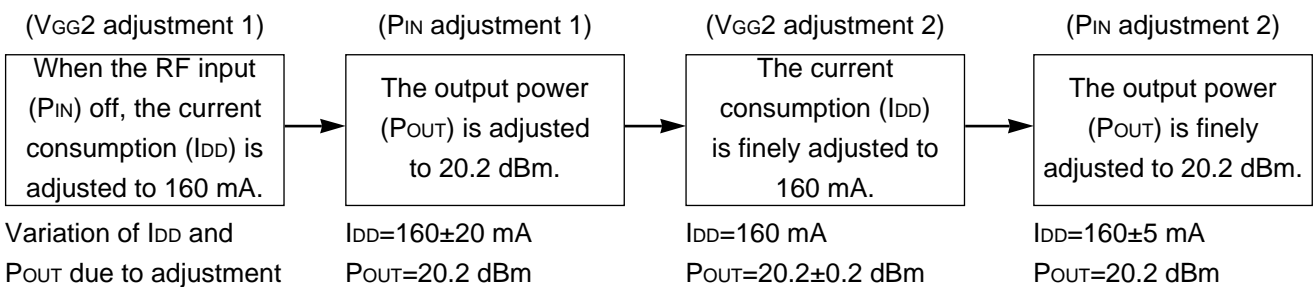 (VGG2 adjustment 1)
When the RF input
(PIN) off, the current
consumption (IDD) is
adjusted to 160 mA.
Variation of IDD and
POUT due to adjustment
(PIN adjustment 1)
The output power
(POUT) is adjusted
to 20.2 dBm.
IDD=160±20 mA
POUT=20.2 dBm
(VGG2 adjustment 2)
The current
consumption (IDD)
is finely adjusted to
160 mA.
IDD=160 mA
POUT=20.2±0.2 dBm
(PIN adjustment 2)
The output power
(POUT) is finely
adjusted to 20.2 dBm.
IDD=160±5 mA
POUT=20.2 dBm